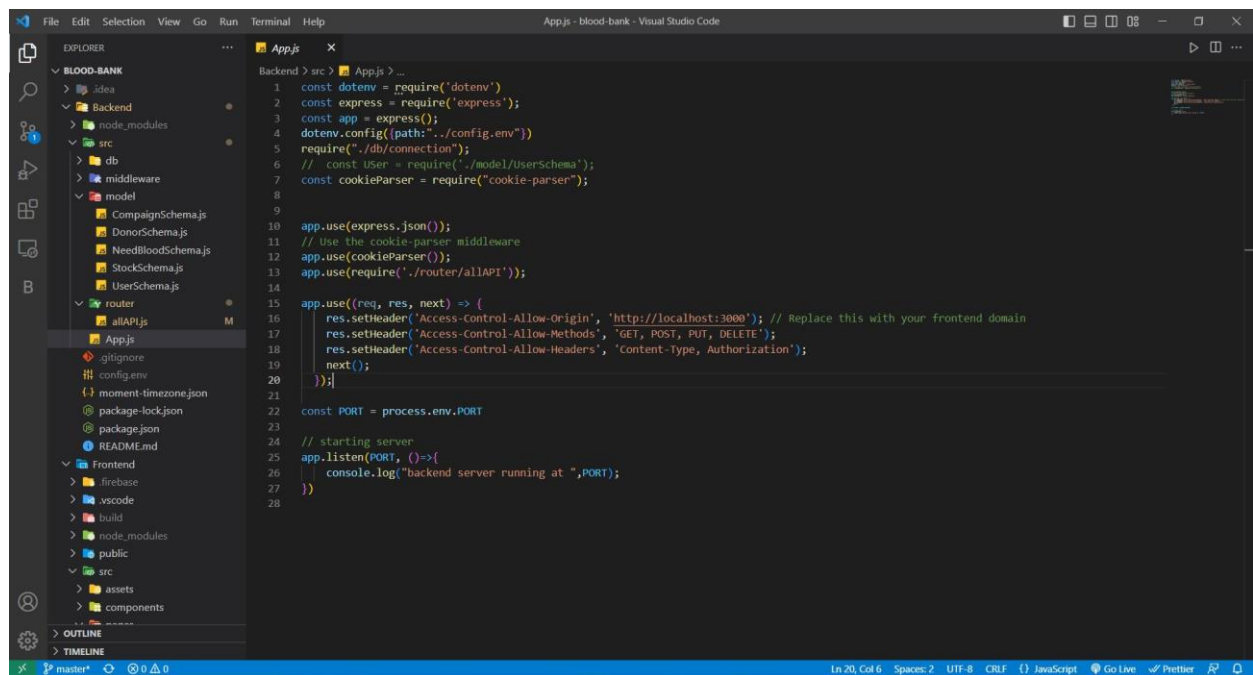 File Edit Selection View Go Run Terminal Help
App.js - blood-bank - Visual Studio Code
EXPLORER
BLOOD-BANK
.idea
Backend
node_modules
src
db
middleware
model
CompaignSchema.js
DonorSchema.js
NeedBloodSchema.js
StockSchema.js
UserSchema.js
router
allAPI.js M
App.js
.gitignore
config.env
moment-timezone.json
package-lock.json
package.json
README.md
Frontend
.firebase
.vscode
build
node_modules
public
src
assets
components
OUTLINE
TIMELINE
App.js
Backend > src > App.js > ...
1 const dotenv = require('dotenv')
2 const express = require('express');
3 const app = express();
4 dotenv.config({path:"../config.env"})
5 require("./db/connection");
6 // const USer = require('./model/UserSchema');
7 const cookieParser = require("cookie-parser");
8
9
10 app.use(express.json());
11 // Use the cookie-parser middleware
12 app.use(cookieParser());
13 app.use(require('./router/allAPI'));
14
15 app.use((req, res, next) => {
16 res.setHeader('Access-Control-Allow-Origin', 'http://localhost:3000'); // Replace this with your frontend domain
17 res.setHeader('Access-Control-Allow-Methods', 'GET, POST, PUT, DELETE');
18 res.setHeader('Access-Control-Allow-Headers', 'Content-Type, Authorization');
19 next();
20 });
21
22 const PORT = process.env.PORT
23
24 // starting server
25 app.listen(PORT, ()=>{
26 console.log("backend server running at ",PORT);
27 })
28
master* 0 0 Ln 20, Col 6 Spaces: 2 UTF-8 CRLF {} JavaScript Go Live Prettier